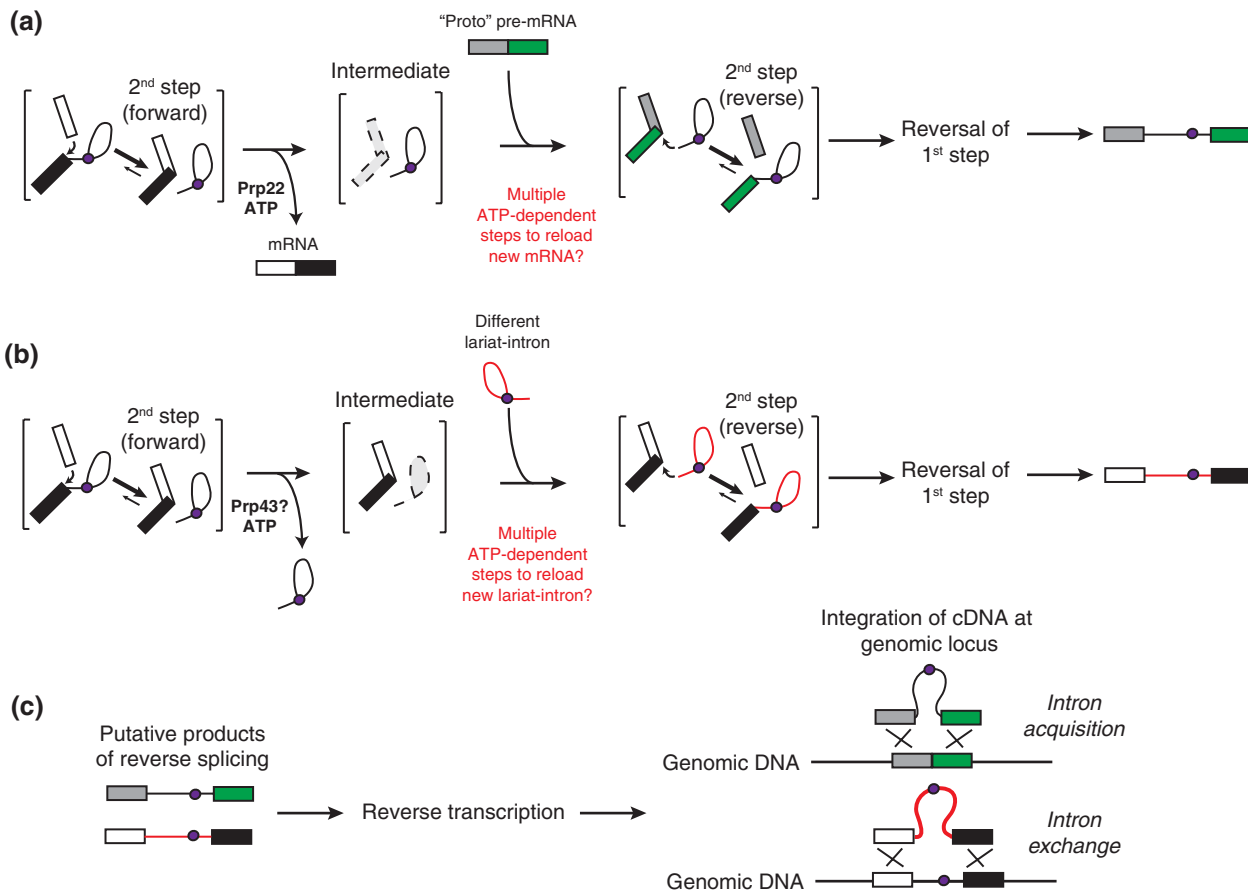 (a)
"Proto" pre-mRNA
2nd step
(forward)
Intermediate
2nd step
(reverse)
Prp22
ATP
mRNA
Multiple
ATP-dependent
steps to reload
new mRNA?
Reversal of
1st step
(b)
Different
lariat-intron
2nd step
(forward)
Intermediate
2nd step
(reverse)
Prp43?
ATP
Multiple
ATP-dependent
steps to reload
new lariat-intron?
Reversal of
1st step
(c)
Putative products
of reverse splicing
Reverse transcription
Integration of cDNA at
genomic locus
Intron
acquisition
Genomic DNA
Intron
exchange
Genomic DNA